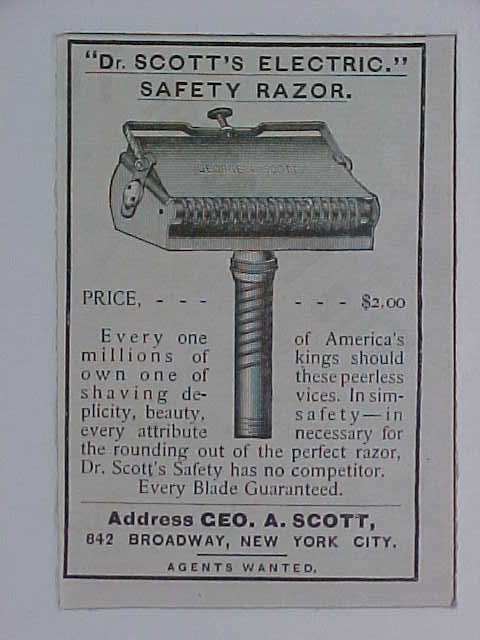 "Dr. SCOTT'S ELECTRIC."
SAFETY RAZOR.
GEORGE A. SCOTT
PRICE, - - - - - - $2.00
Every one of America's
millions of kings should
own one of these peerless
shaving de- vices. In sim-
plicity, beauty, safety—in
every attribute necessary for
the rounding out of the perfect razor,
Dr. Scott's Safety has no competitor.
Every Blade Guaranteed.
Address GEO. A. SCOTT,
842 BROADWAY, NEW YORK CITY.
AGENTS WANTED.